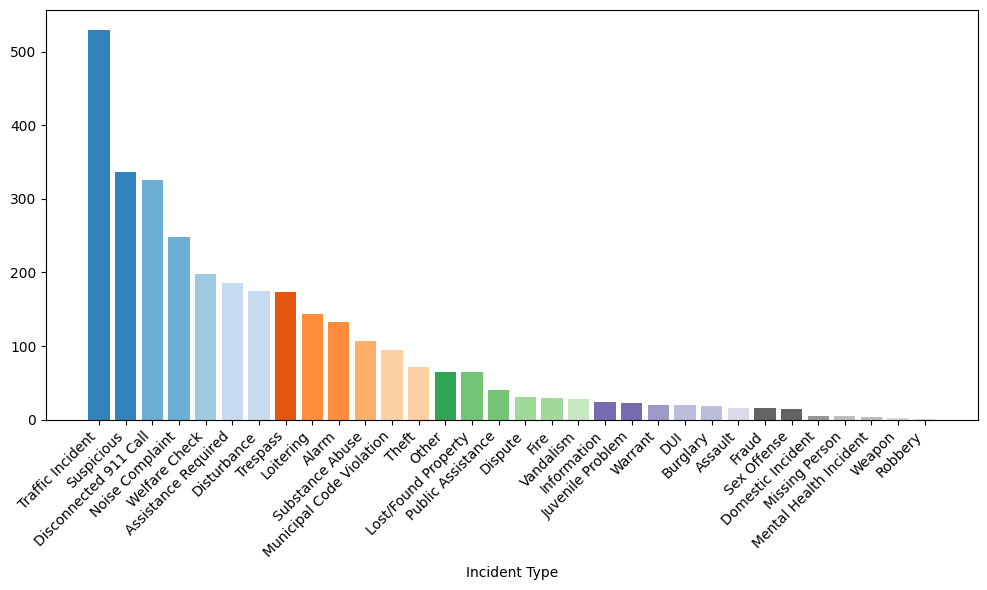 500
400
300
200
100
0
Traffic Incident
Suspicious
Disconnected 911 Call
Noise Complaint
Welfare Check
Assistance Required
Disturbance
Trespass
Loitering
Alarm
Substance Abuse
Municipal Code Violation
Theft
Other
Lost/Found Property
Public Assistance
Dispute
Fire
Vandalism
Information
Juvenile Problem
Warrant
DUI
Burglary
Assault
Fraud
Sex Offense
Domestic Incident
Missing Person
Mental Health Incident
Weapon
Robbery
Incident Type